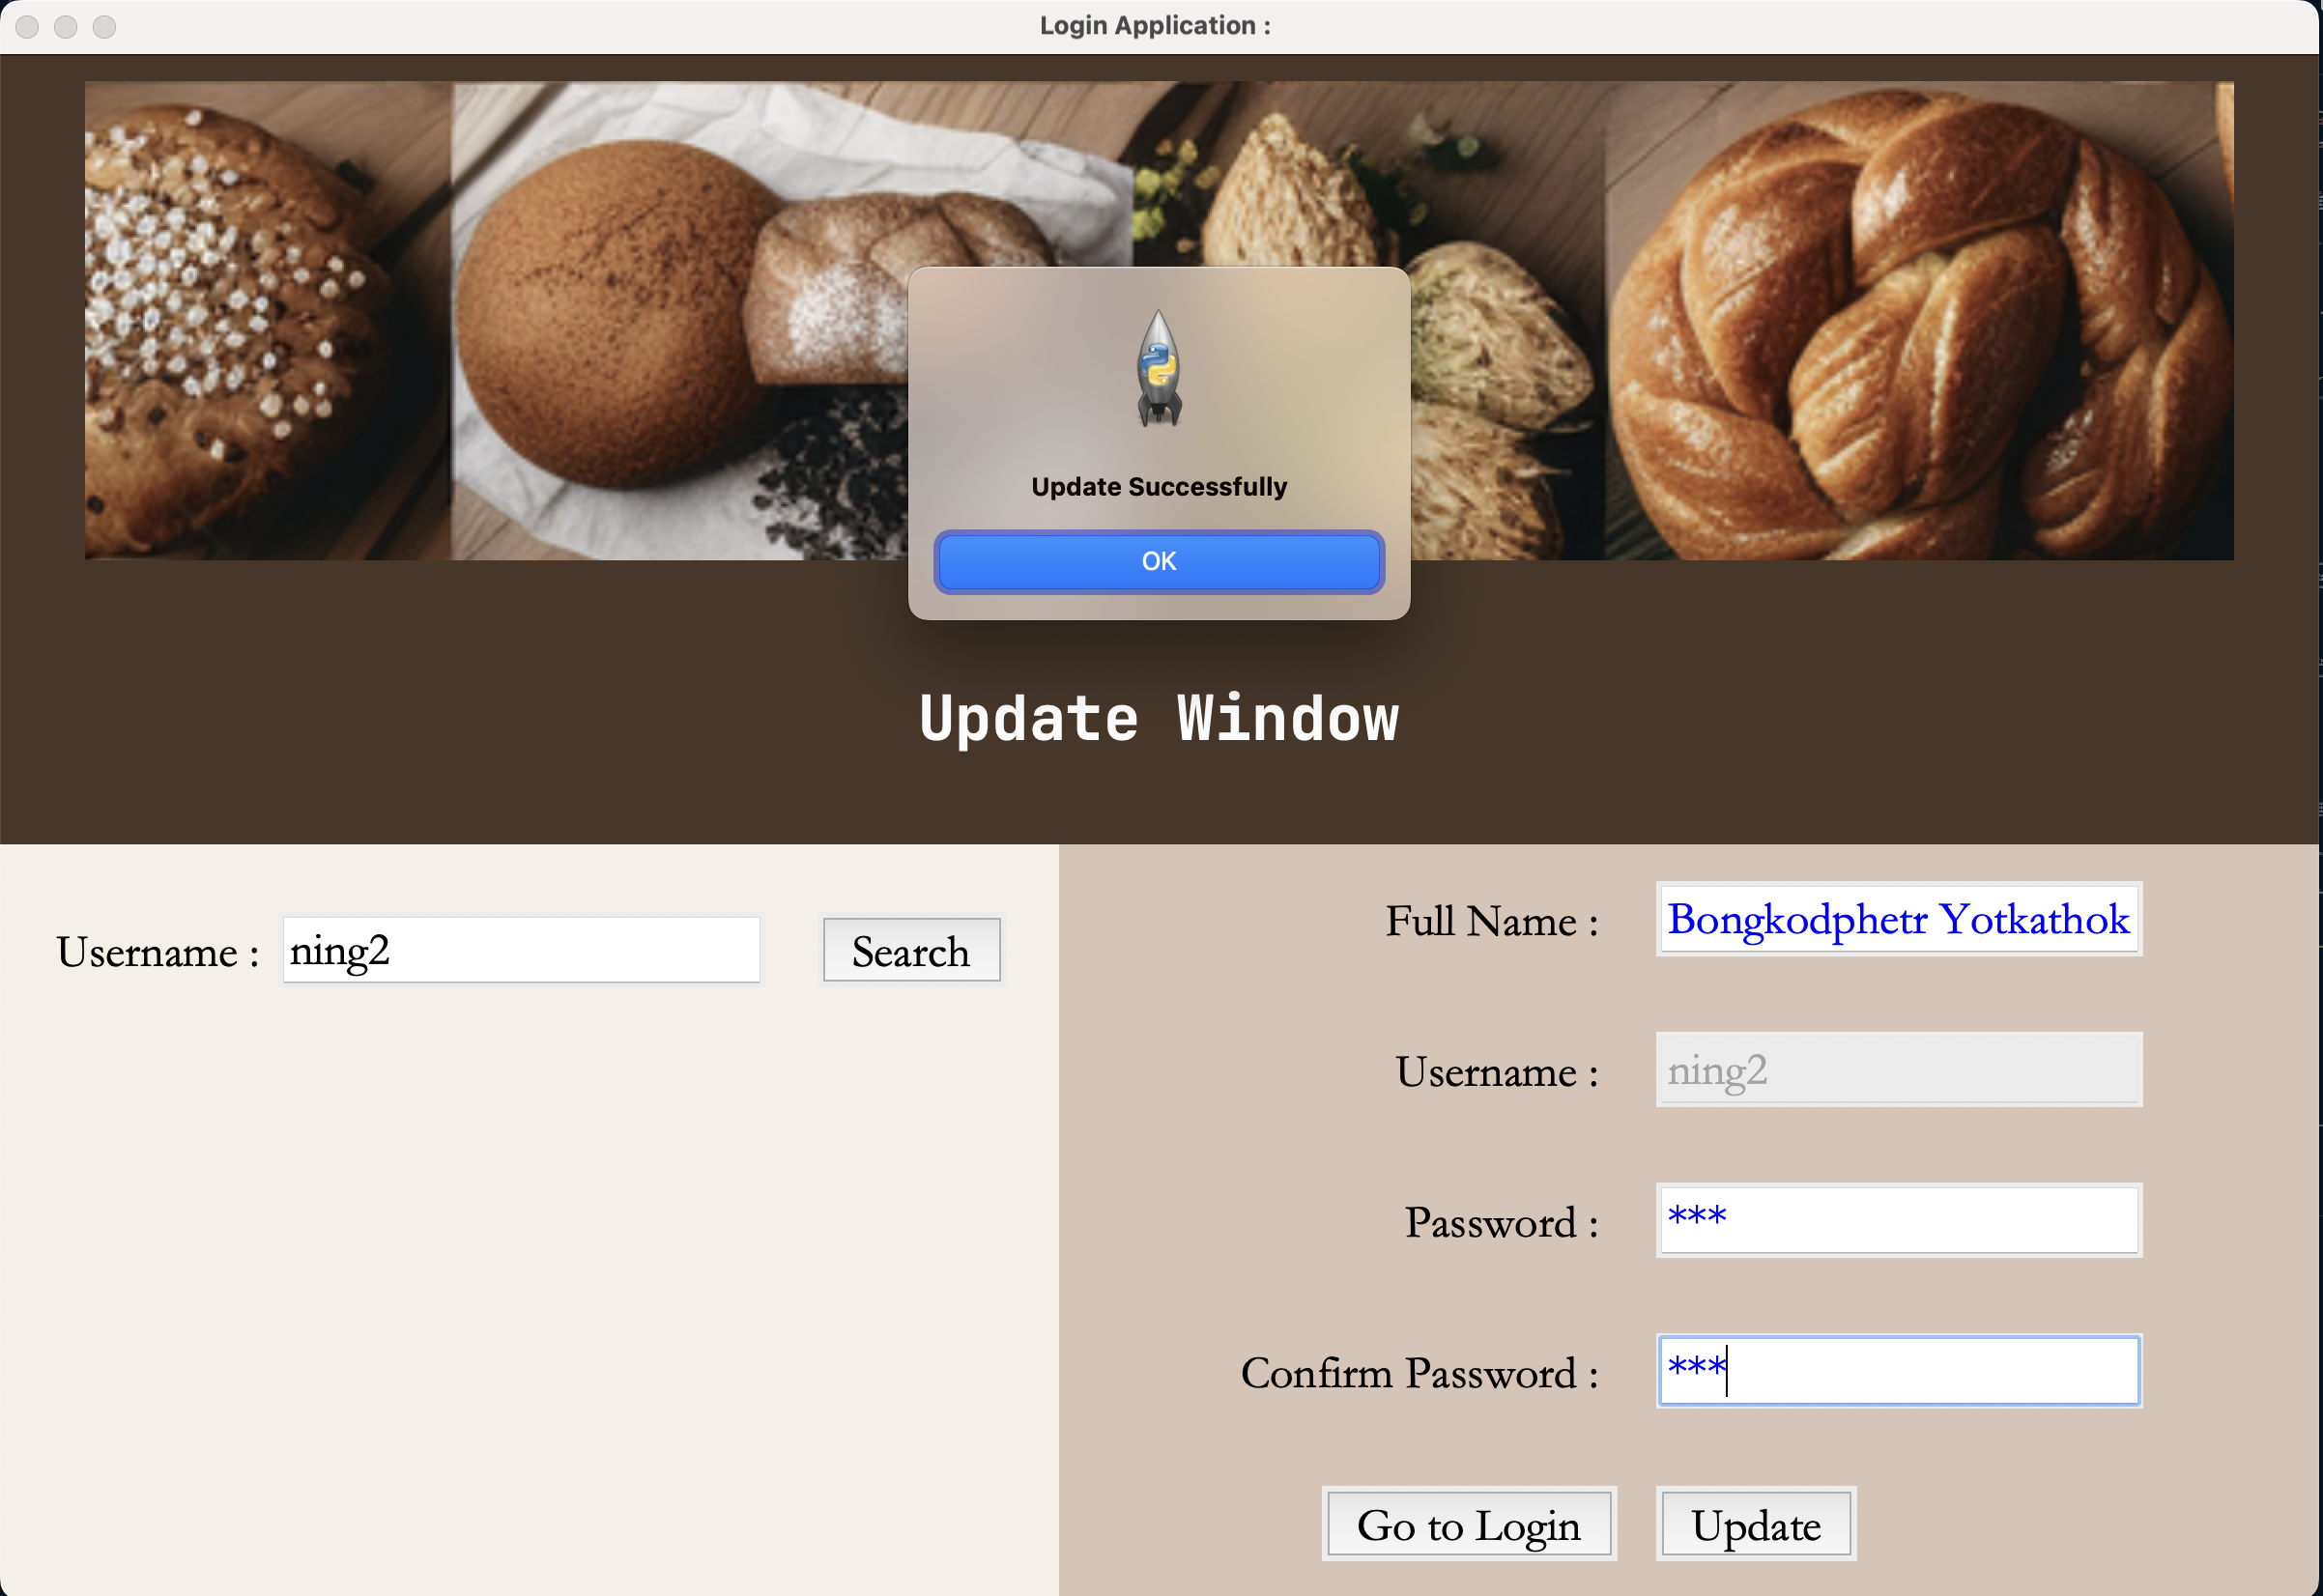 Login Application :
Update Successfully
OK
Update Window
Username :
ning2
Search
Full Name :
Bongkodphetr Yotkathok
Username :
ning2
Password :
***
Confirm Password :
***
Go to Login
Update